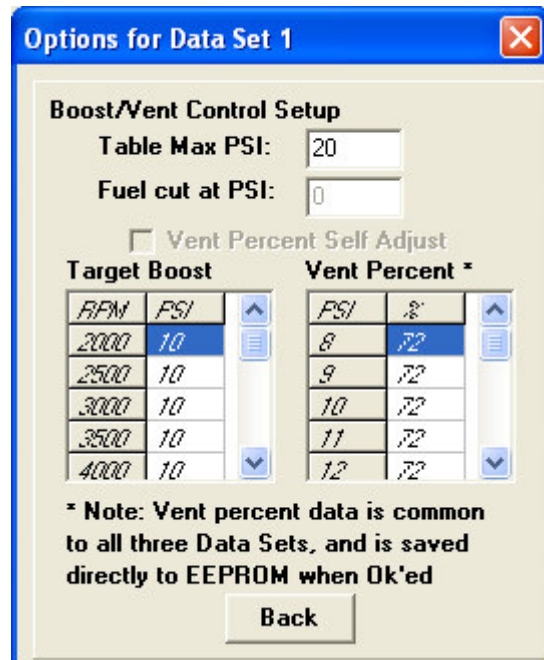 Options for Data Set 1
Boost/Vent Control Setup
Table Max PSI: 20
Fuel cut at PSI: 0
Vent Percent Self Adjust
Target Boost
RPM PSI
2000 10
2500 10
3000 10
3500 10
4000 10
Vent Percent *
PSI %
8 72
9 72
10 72
11 72
12 72
* Note: Vent percent data is common
to all three Data Sets, and is saved
directly to EEPROM when Ok'ed
Back